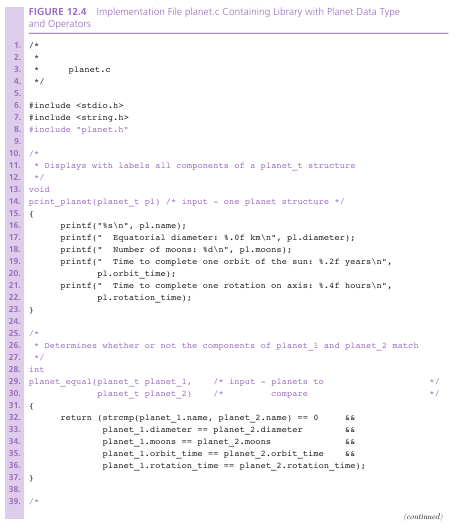 FIGURE 12.4 Implementation File planet.c Containing Library with Planet Data Type
and Operators
1. /*
2. *
3. * planet.c
4. */
5.
6. #include <stdio.h>
7. #include <string.h>
8. #include "planet.h"
9.
10. /*
11. * Displays with labels all components of a planet_t structure
12. */
13. void
14. print_planet(planet_t pl) /* input - one planet structure */
15. {
16. printf("%s\n", pl.name);
17. printf(" Equatorial diameter: %.0f km\n", pl.diameter);
18. printf(" Number of moons: %d\n", pl.moons);
19. printf(" Time to complete one orbit of the sun: %.2f years\n",
20. pl.orbit_time);
21. printf(" Time to complete one rotation on axis: %.4f hours\n",
22. pl.rotation_time);
23. }
24.
25. /*
26. * Determines whether or not the components of planet_1 and planet_2 match
27. */
28. int
29. planet_equal(planet_t planet_1, /* input - planets to */
30. planet_t planet_2) /* compare */
31. {
32. return (strcmp(planet_1.name, planet_2.name) == 0 &&
33. planet_1.diameter == planet_2.diameter &&
34. planet_1.moons == planet_2.moons &&
35. planet_1.orbit_time == planet_2.orbit_time &&
36. planet_1.rotation_time == planet_2.rotation_time);
37. }
38.
39. /*
(continued)